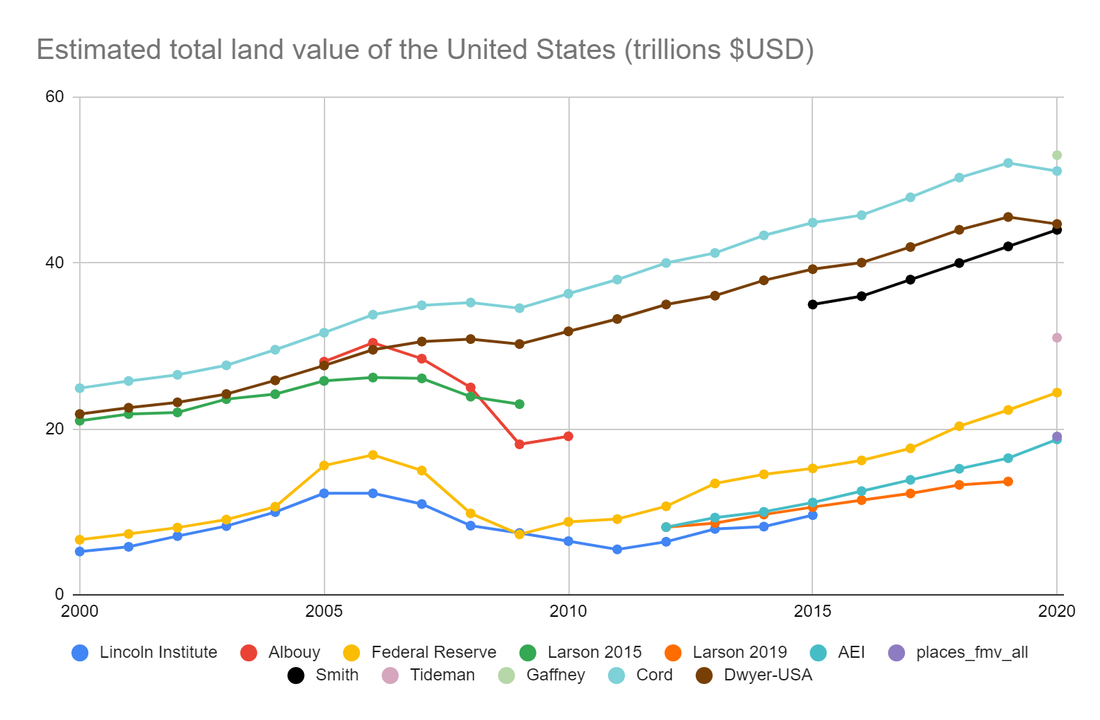 Estimated total land value of the United States (trillions $USD)
60
40
20
0
2000 2005 2010 2015 2020
Lincoln Institute Albouy Federal Reserve Larson 2015 Larson 2019 AEI places_fmv_all
Smith Tideman Gaffney Cord Dwyer-USA